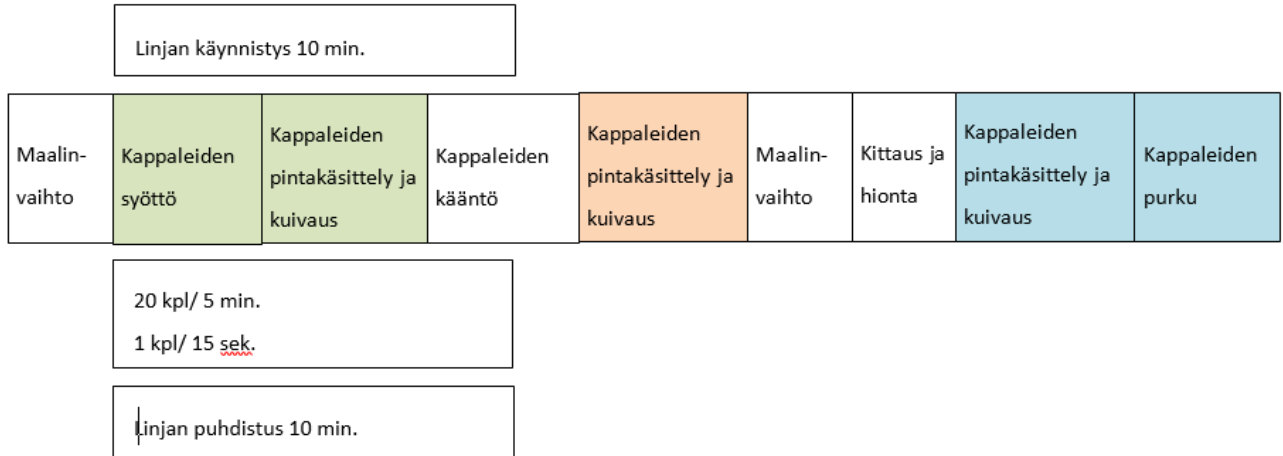 Linjan käynnistys 10 min.
Maalin-
vaihto
Kappaleiden
syöttö
Kappaleiden
pintakäsittely ja
kuivaus
Kappaleiden
kääntö
Kappaleiden
pintakäsittely ja
kuivaus
Maalin-
vaihto
Kittaus ja
hionta
Kappaleiden
pintakäsittely ja
kuivaus
Kappaleiden
purku
20 kpl/ 5 min.
1 kpl/ 15 sek.
Linjan puhdistus 10 min.